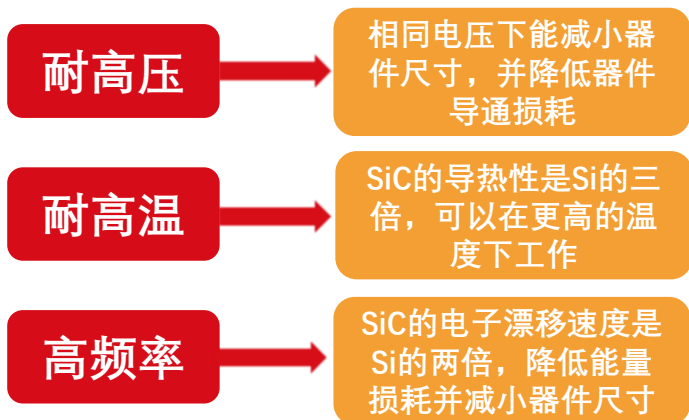 耐高压
相同电压下能减小器
件尺寸，并降低器件
导通损耗
耐高温
SiC的导热性是Si的三
倍，可以在更高的温
度下工作
高频率
SiC的电子漂移速度是
Si的两倍，降低能量
损耗并减小器件尺寸